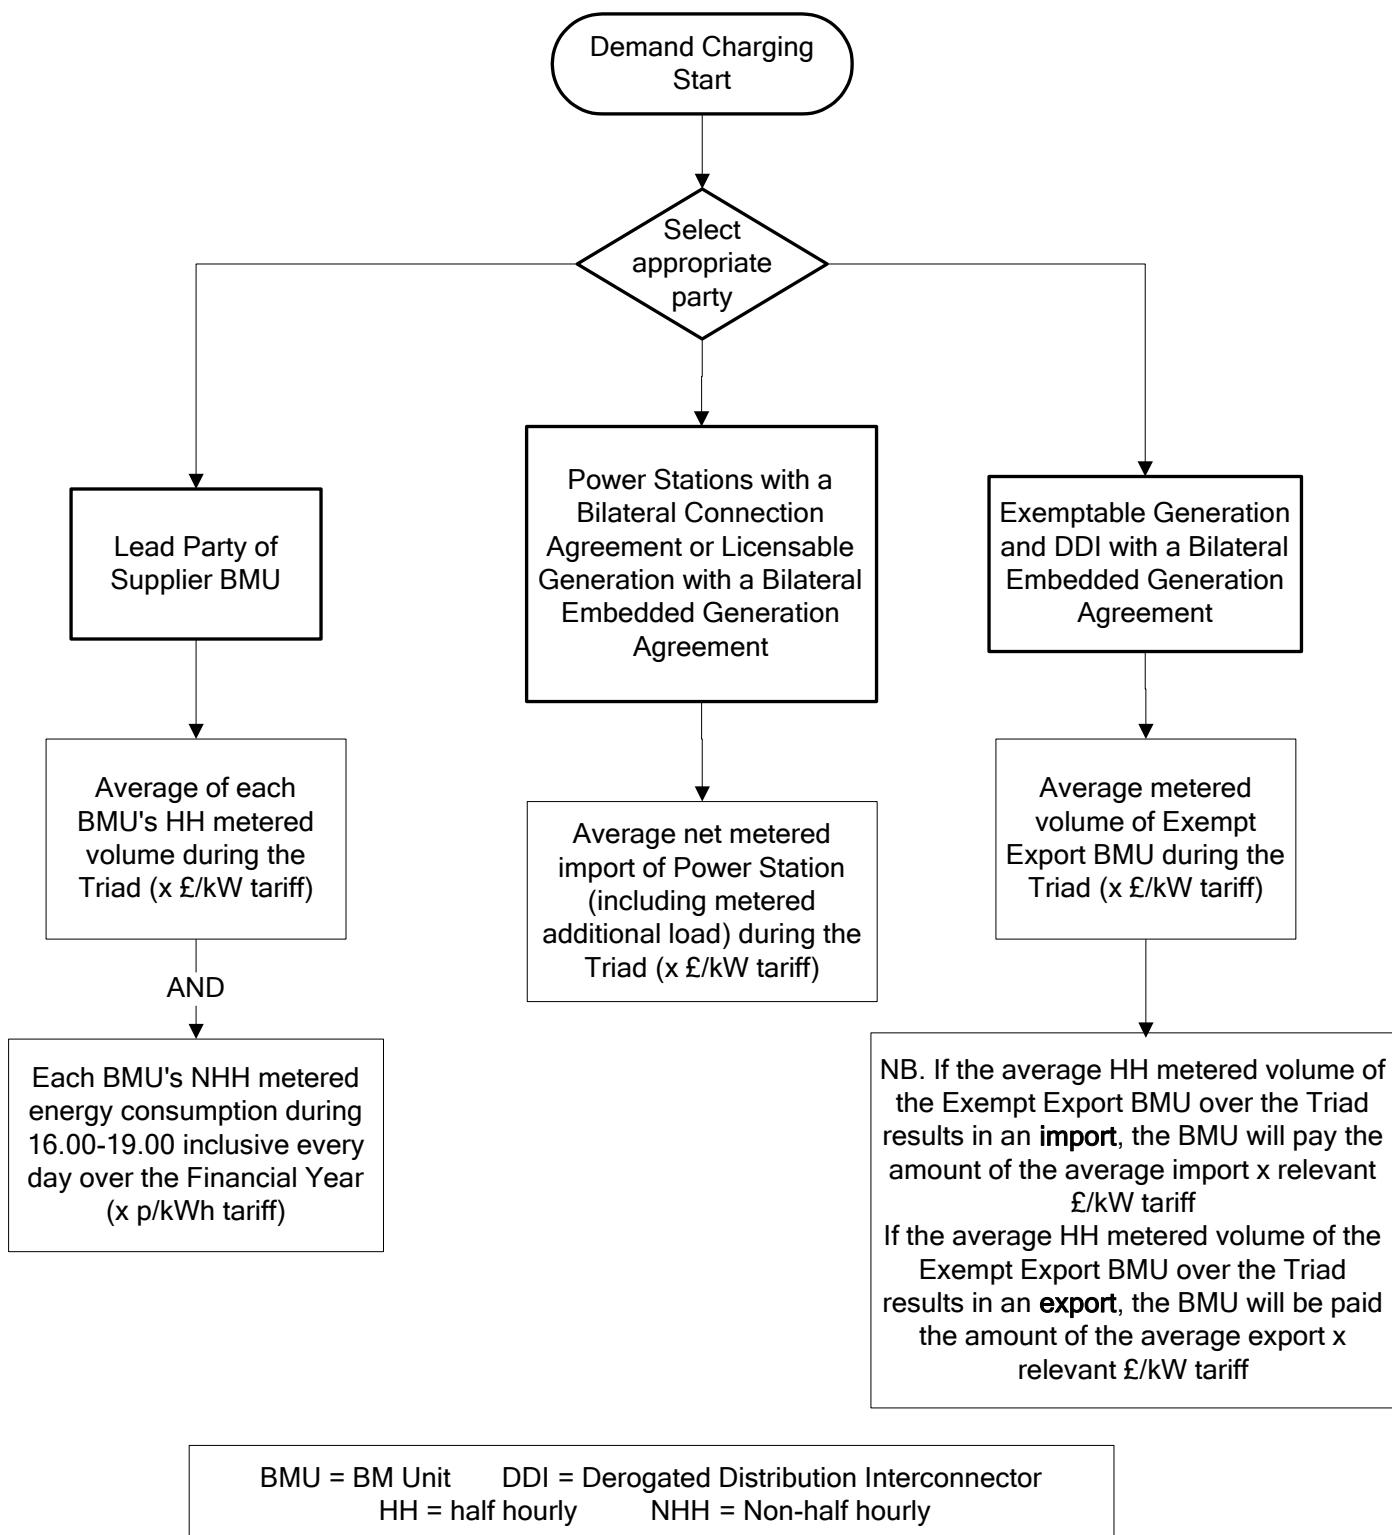 Demand Charging
Start
Select
appropriate
party
Lead Party of
Supplier BMU
Average of each
BMU's HH metered
volume during the
Triad (x £/kW tariff)
AND
Each BMU's NHH metered
energy consumption during
16.00-19.00 inclusive every
day over the Financial Year
(x p/kWh tariff)
Power Stations with a
Bilateral Connection
Agreement or Licensable
Generation with a Bilateral
Embedded Generation
Agreement
Average net metered
import of Power Station
(including metered
additional load) during the
Triad (x £/kW tariff)
Exemptable Generation
and DDI with a Bilateral
Embedded Generation
Agreement
Average metered
volume of Exempt
Export BMU during the
Triad (x £/kW tariff)
NB. If the average HH metered volume of
the Exempt Export BMU over the Triad
results in an import, the BMU will pay the
amount of the average import x relevant
£/kW tariff
If the average HH metered volume of the
Exempt Export BMU over the Triad
results in an export, the BMU will be paid
the amount of the average export x
relevant £/kW tariff
BMU = BM Unit DDI = Derogated Distribution Interconnector
HH = half hourly NHH = Non-half hourly